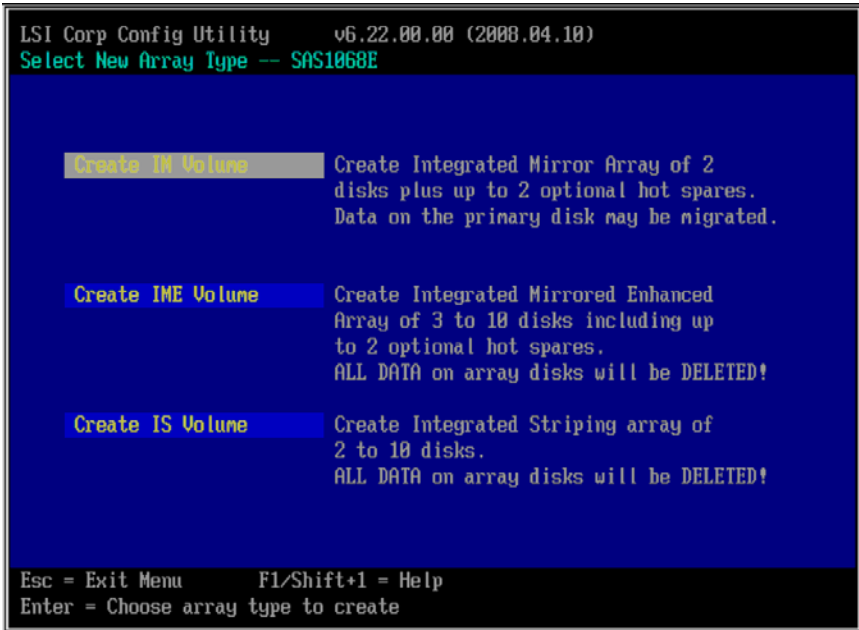 LSI Corp Config Utility v6.22.00.00 (2008.04.10)
Select New Array Type -- SAS1068E
Create IM Volume Create Integrated Mirror Array of 2
disks plus up to 2 optional hot spares.
Data on the primary disk may be migrated.
Create IME Volume Create Integrated Mirrored Enhanced
Array of 3 to 10 disks including up
to 2 optional hot spares.
ALL DATA on array disks will be DELETED!
Create IS Volume Create Integrated Striping array of
2 to 10 disks.
ALL DATA on array disks will be DELETED!
Esc = Exit Menu F1/Shift+1 = Help
Enter = Choose array type to create